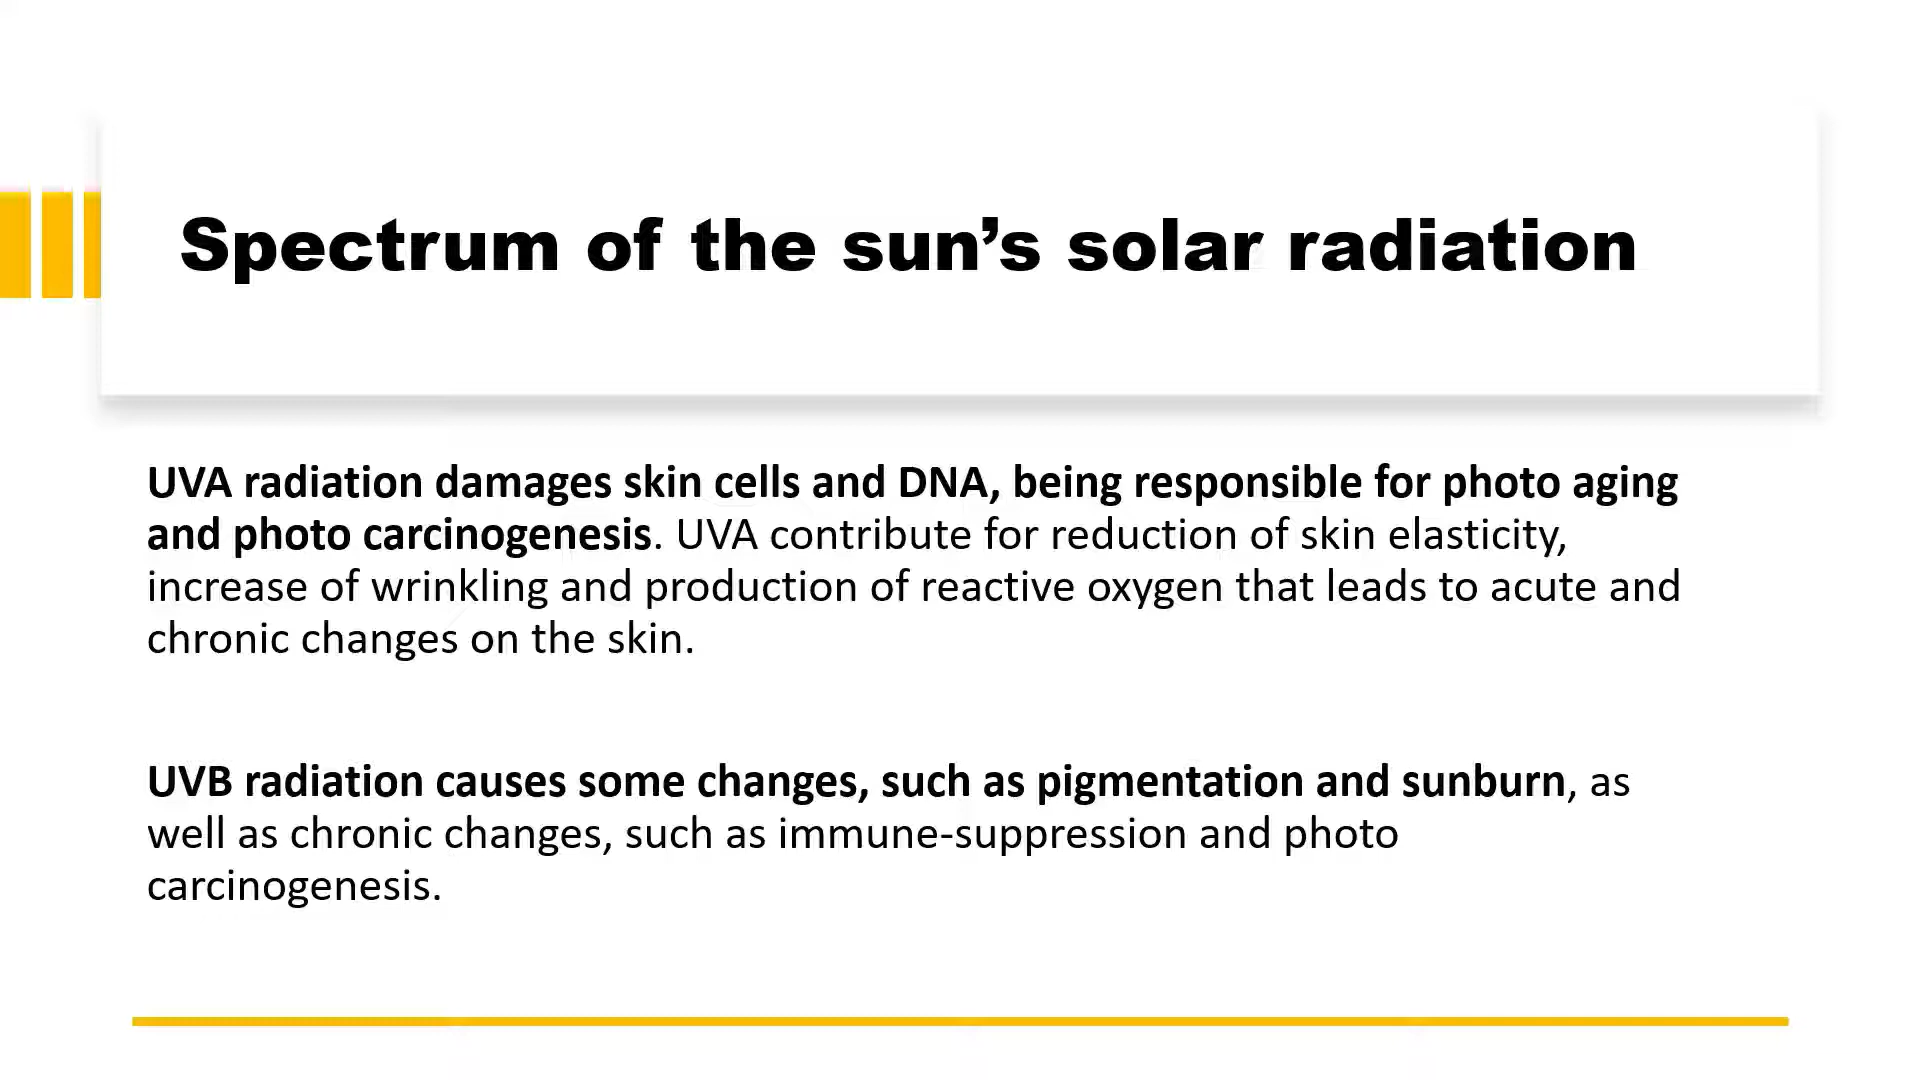 Spectrum of the sun’s solar radiation
UVA radiation damages skin cells and DNA, being responsible for photo aging
and photo carcinogenesis. UVA contribute for reduction of skin elasticity,
increase of wrinkling and production of reactive oxygen that leads to acute and
chronic changes on the skin.
UVB radiation causes some changes, such as pigmentation and sunburn, as
well as chronic changes, such as immune-suppression and photo
carcinogenesis.